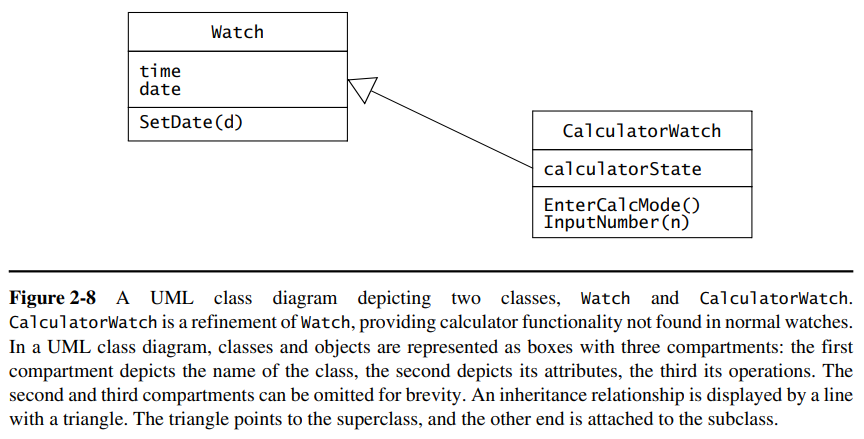 Watch
time
date
SetDate(d)
CalculatorWatch
calculatorState
EnterCalcMode()
InputNumber(n)
Figure 2-8 A UML class diagram depicting two classes, Watch and CalculatorWatch.
CalculatorWatch is a refinement of Watch, providing calculator functionality not found in normal watches.
In a UML class diagram, classes and objects are represented as boxes with three compartments: the first
compartment depicts the name of the class, the second depicts its attributes, the third its operations. The
second and third compartments can be omitted for brevity. An inheritance relationship is displayed by a line
with a triangle. The triangle points to the superclass, and the other end is attached to the subclass.